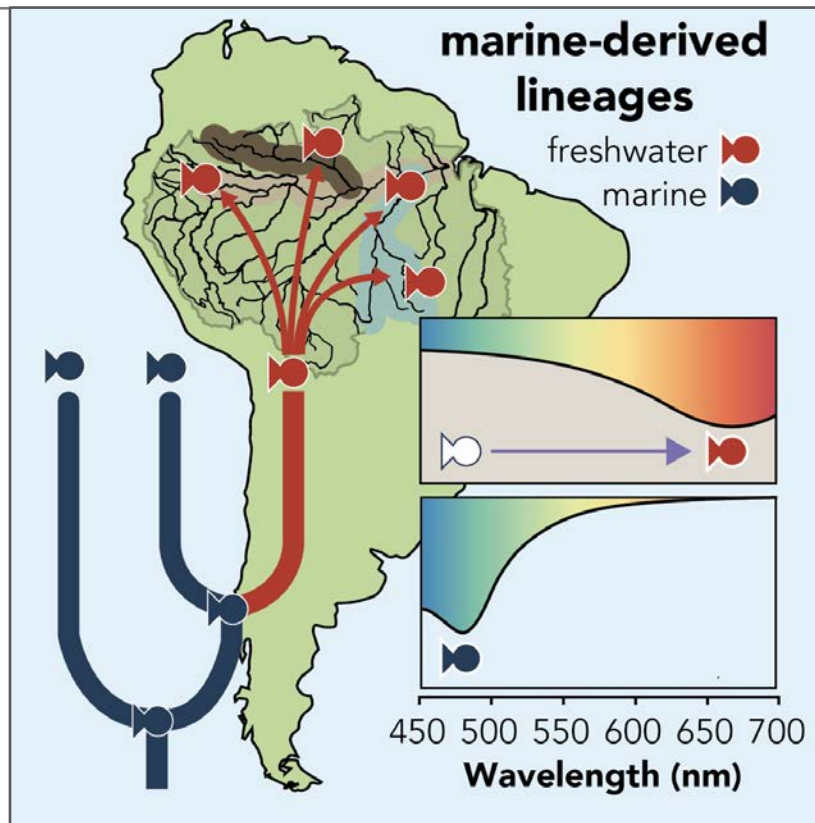 marine-derived
lineages
freshwater
marine
450 500 550 600 650 700
Wavelength (nm)